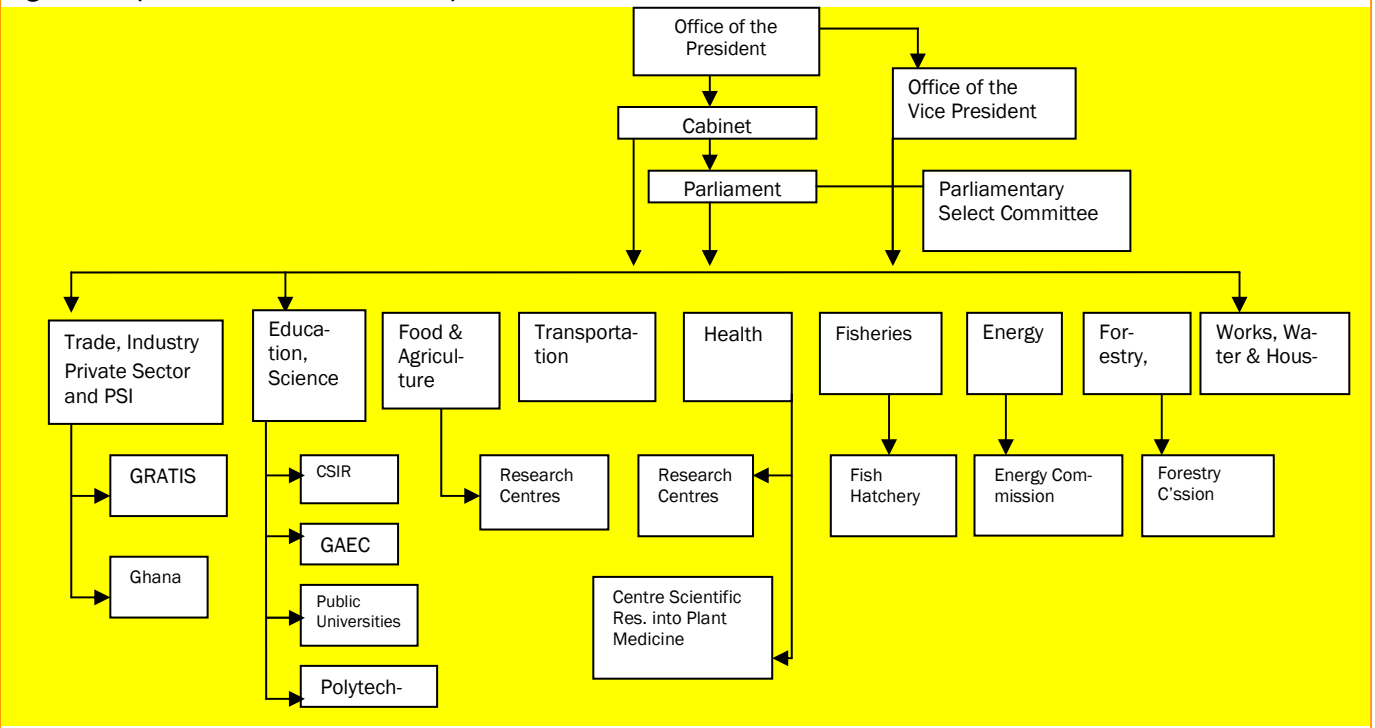 Office of the
President
Office of the
Vice President
Cabinet
Parliament
Parliamentary
Select Committee
Trade, Industry
Private Sector
and PSI
Educa-
tion,
Science
Food &
Agricul-
ture
Transporta-
tion
Health
Fisheries
Energy
For-
estry,
Works, Wa-
ter & Hous-
GRATIS
Ghana
CSIR
GAEC
Public
Universities
Polytech-
Research
Centres
Research
Centres
Centre Scientific
Res. into Plant
Medicine
Fish
Hatchery
Energy Com-
mission
Forestry
C'ssion